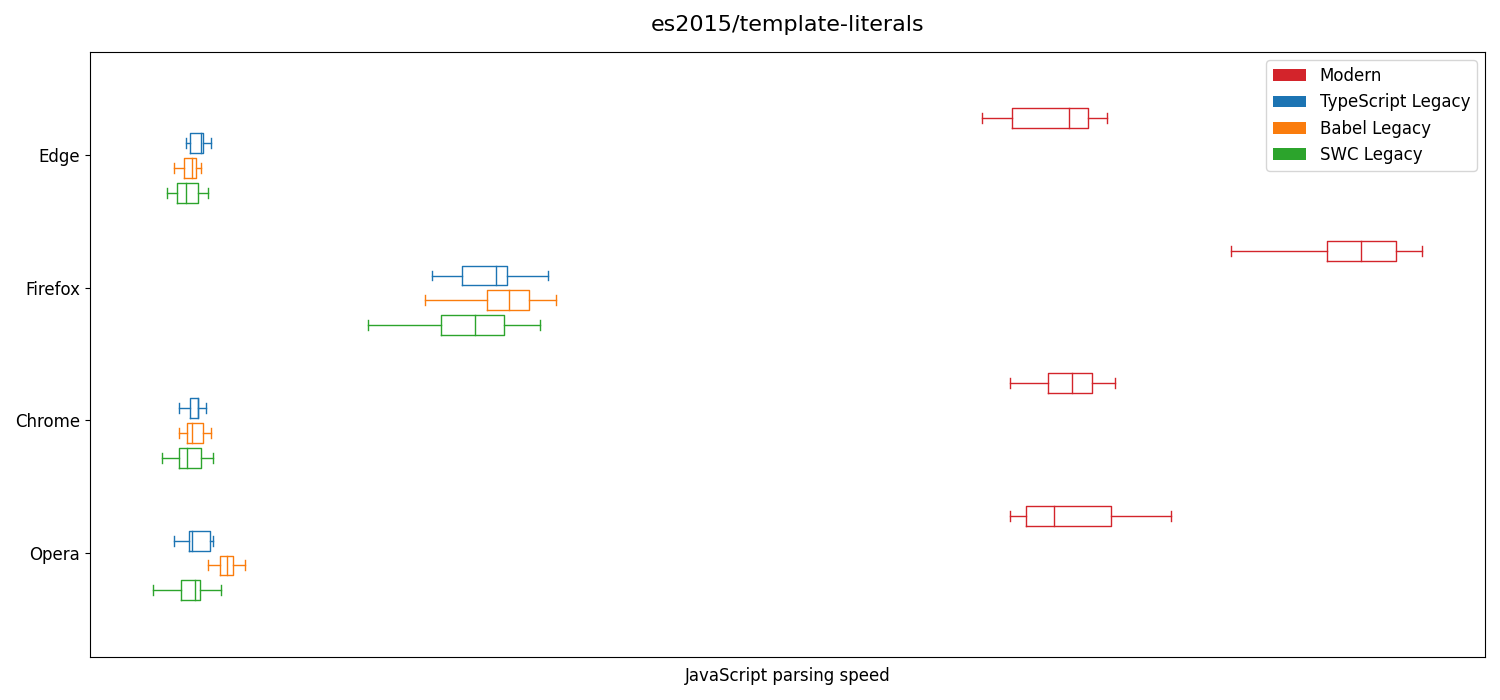 es2015/template-literals
Modern
TypeScript Legacy
Babel Legacy
SWC Legacy
Edge
Firefox
Chrome
Opera
JavaScript parsing speed